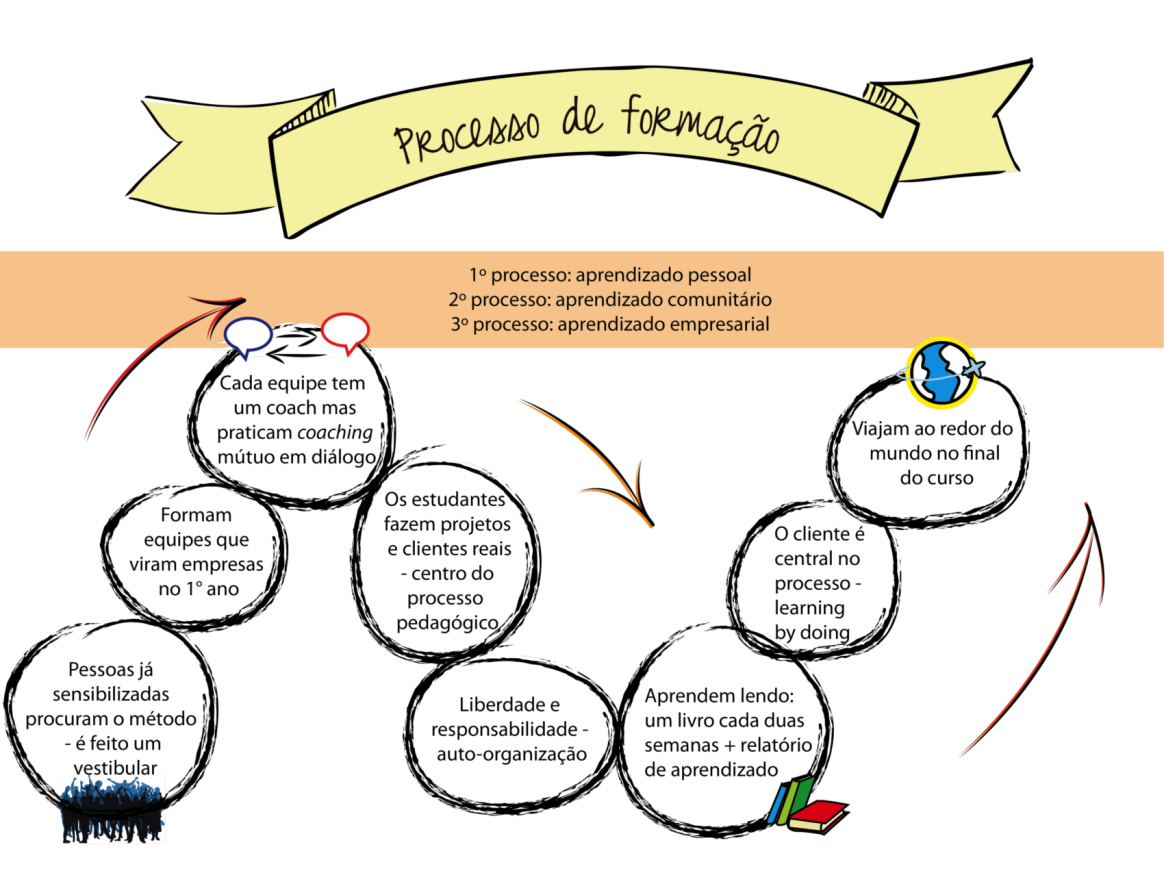 Processo de formação
1º processo: aprendizado pessoal
2º processo: aprendizado comunitário
3º processo: aprendizado empresarial
Pessoas já
sensibilizadas
procuram o método
- é feito um
vestibular
Formam
equipes que
viram empresas
no 1° ano
Cada equipe tem
um coach mas
praticam coaching
mútuo em diálogo
Os estudantes
fazem projetos
e clientes reais
- centro do
processo
pedagógico
Liberdade e
responsabilidade -
auto-organização
Aprendem lendo:
um livro cada duas
semanas + relatório
de aprendizado
O cliente é
central no
processo -
learning
by doing
Viajam ao redor do
mundo no final
do curso